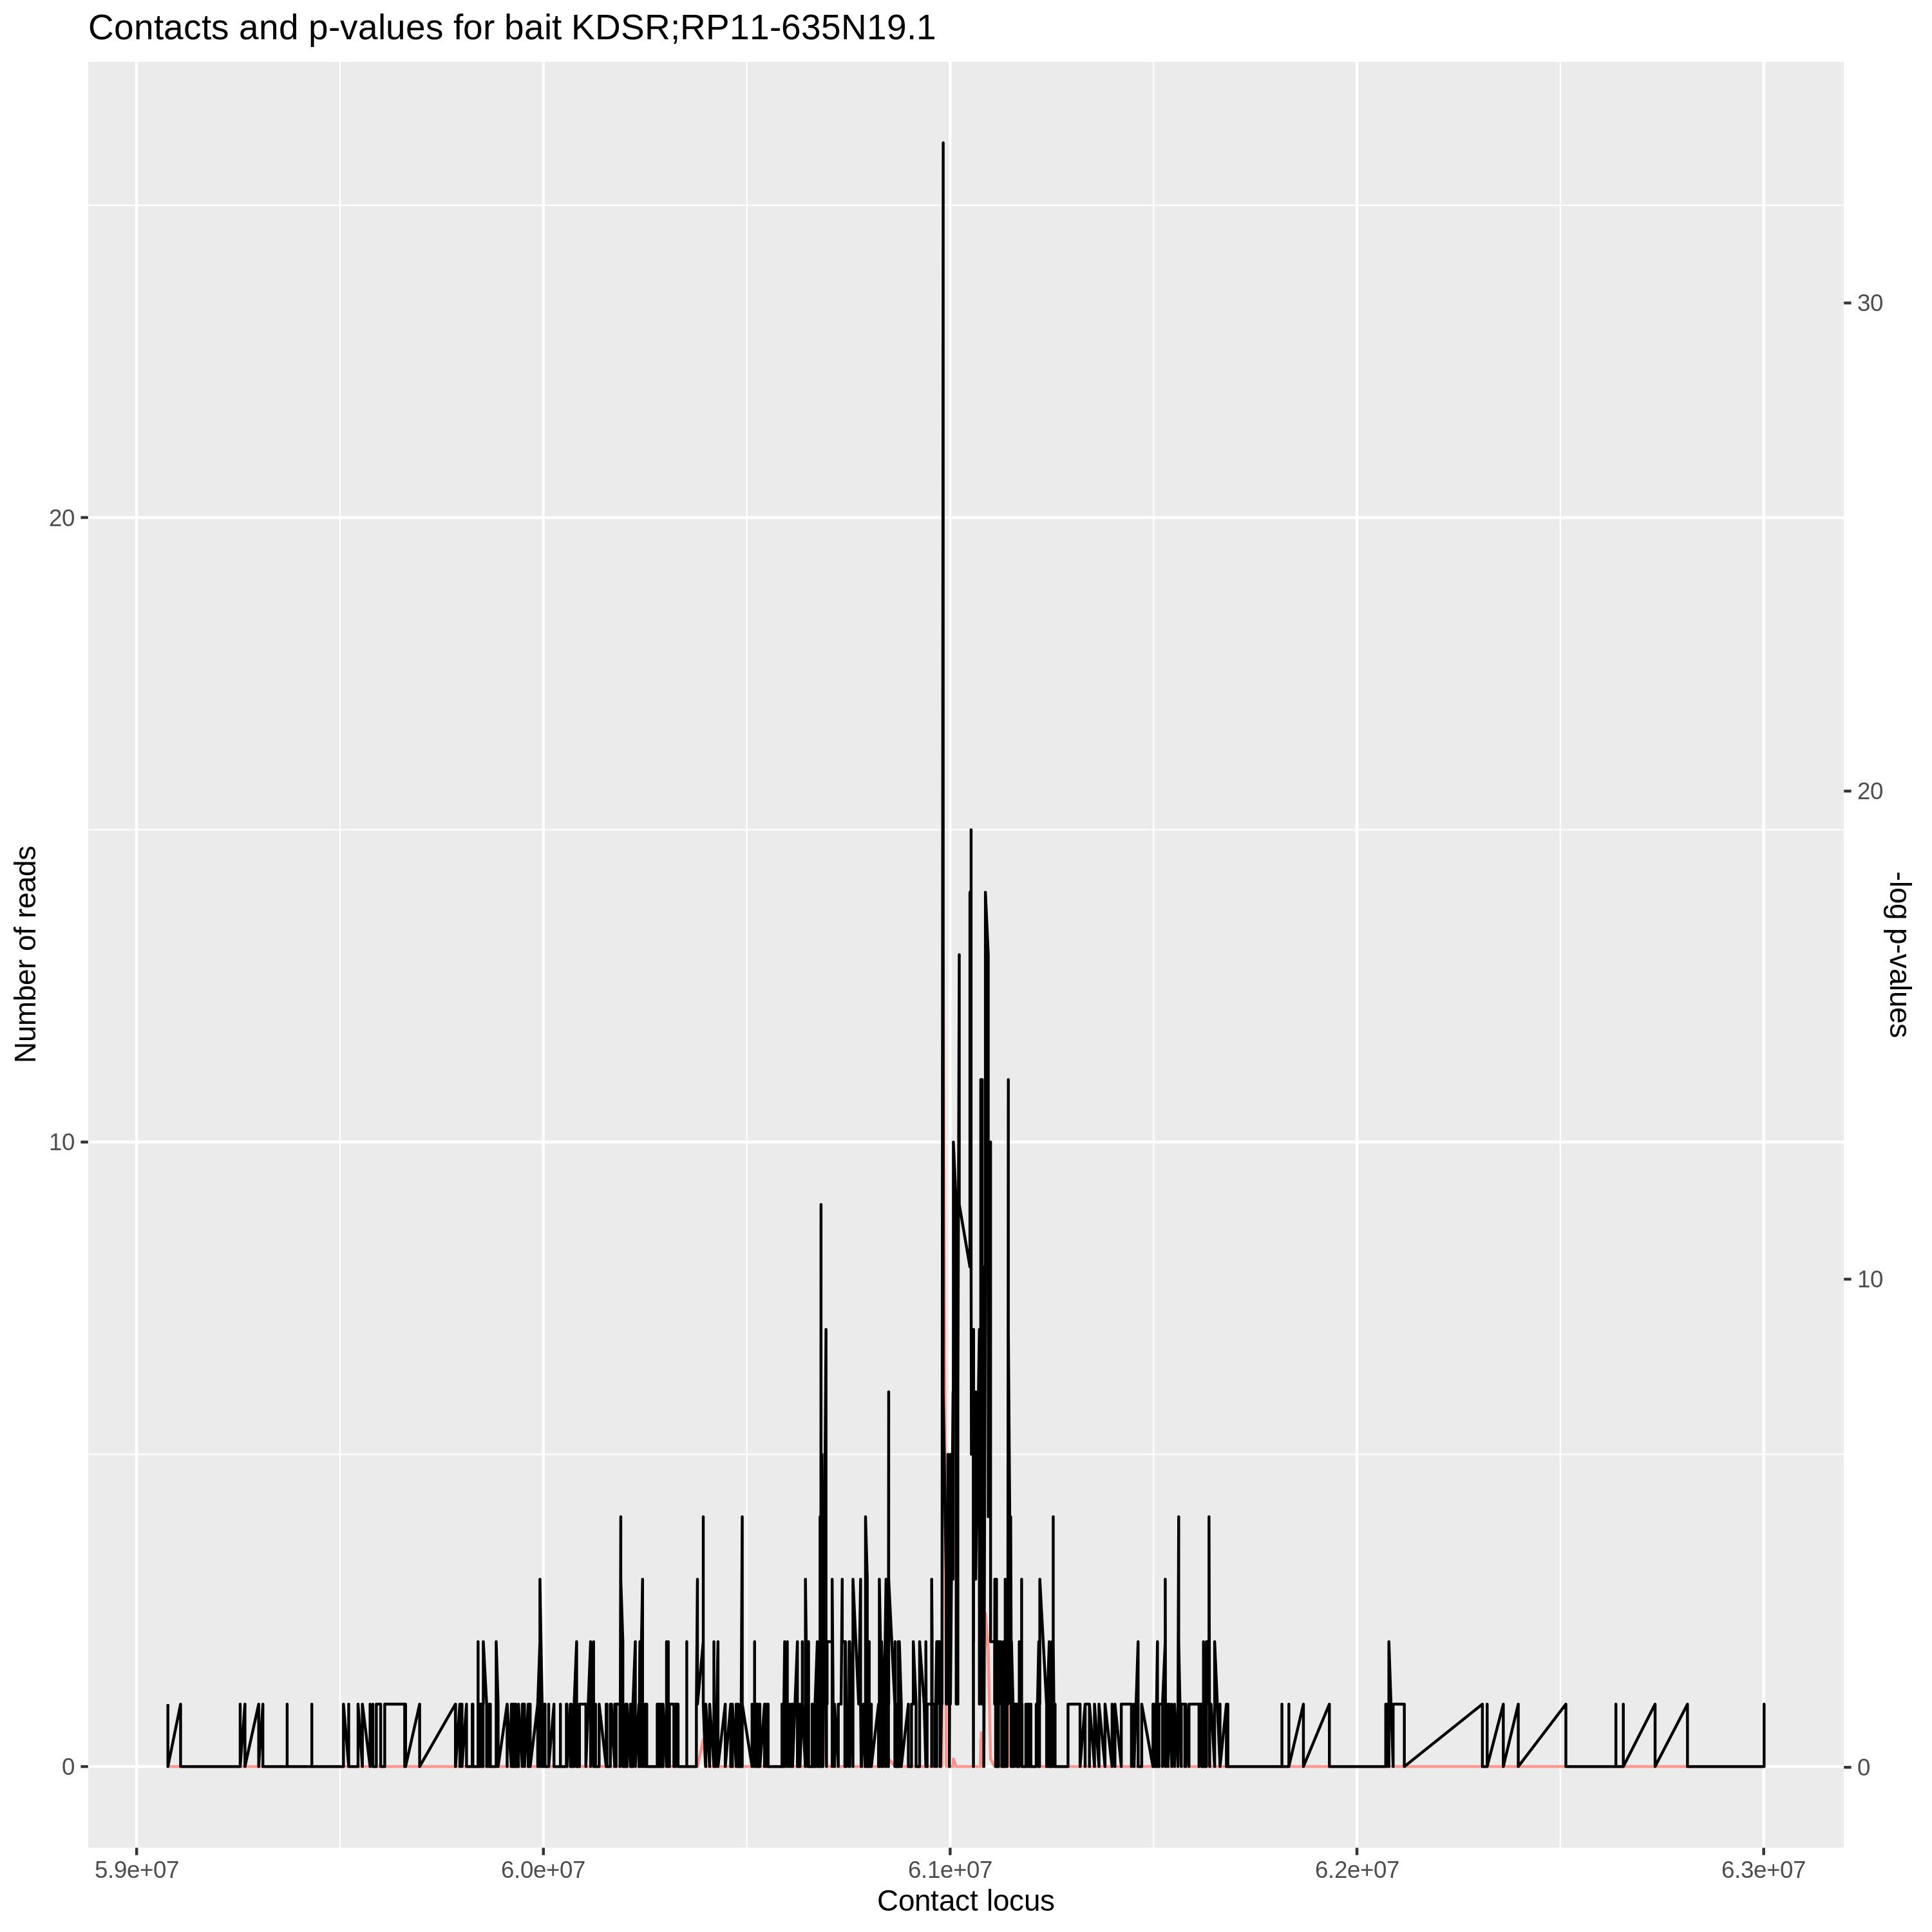 Contacts and p-values for bait KDSR;RP11-635N19.1
20
10
0
Number of reads
30
20
10
0
-log p-values
5.9e+07 6.0e+07 6.1e+07 6.2e+07 6.3e+07
Contact locus